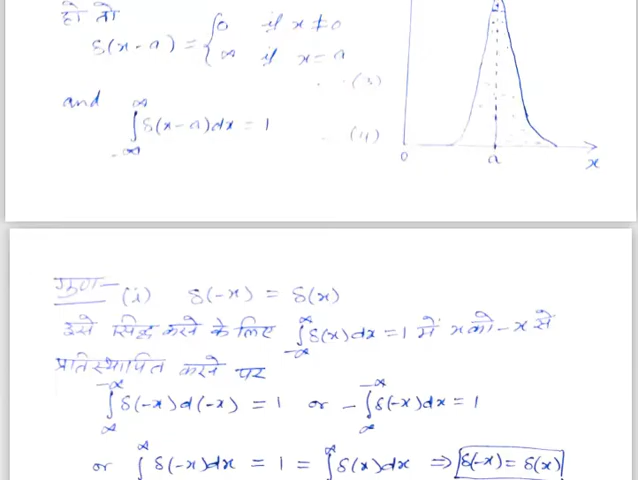 हो तो
δ(x-a) = { 0 if x ≠ 0
∞ if x = a
...(3)
and
∫_{-∞}^{∞} δ(x-a)dx = 1 ...(4)
0 a x
गुण- (i) δ(-x) = δ(x)
इसे सिद्ध करने के लिए ∫_{-∞}^{∞} δ(x)dx = 1 में x को -x से
प्रतिस्थापित करने पर
∫_{∞}^{-∞} δ(-x)d(-x) = 1 or -∫_{∞}^{-∞} δ(-x)dx = 1
or ∫_{-∞}^{∞} δ(-x)dx = 1 = ∫_{-∞}^{∞} δ(x)dx ⇒ δ(-x) = δ(x)